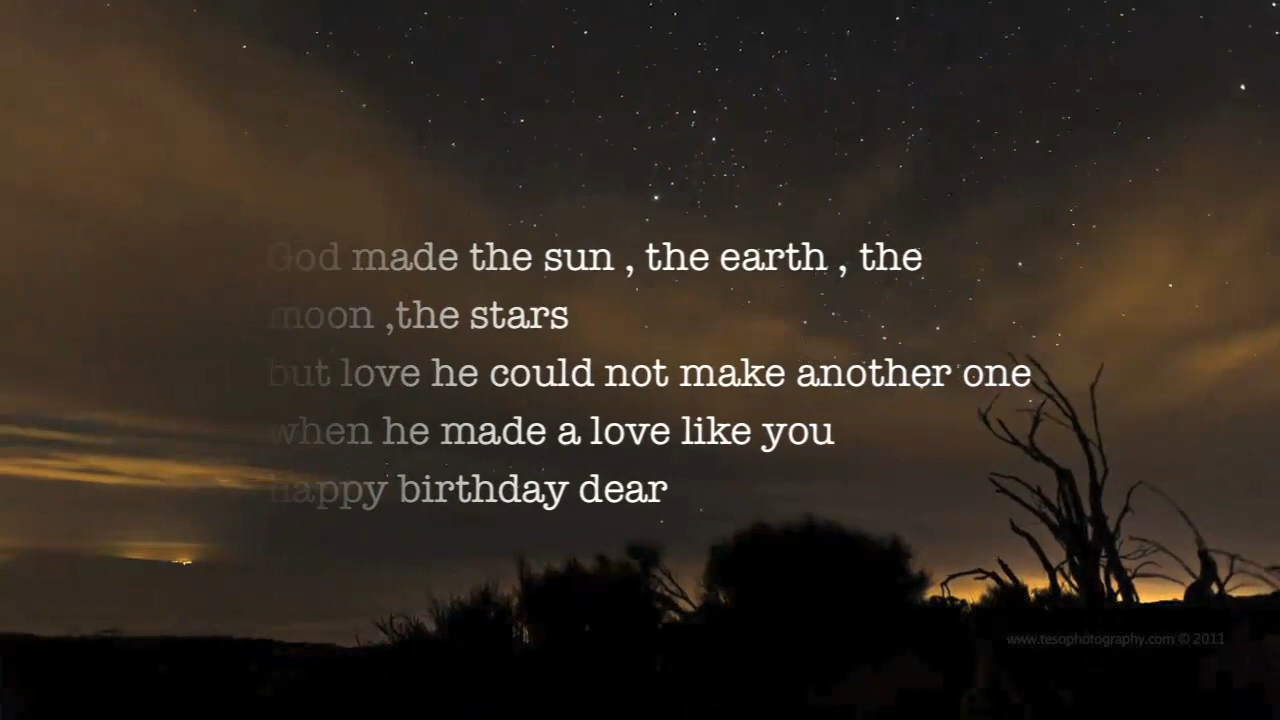 God made the sun , the earth , the
moon ,the stars
but love he could not make another one
when he made a love like you
happy birthday dear
www.tesophotography.com © 2011